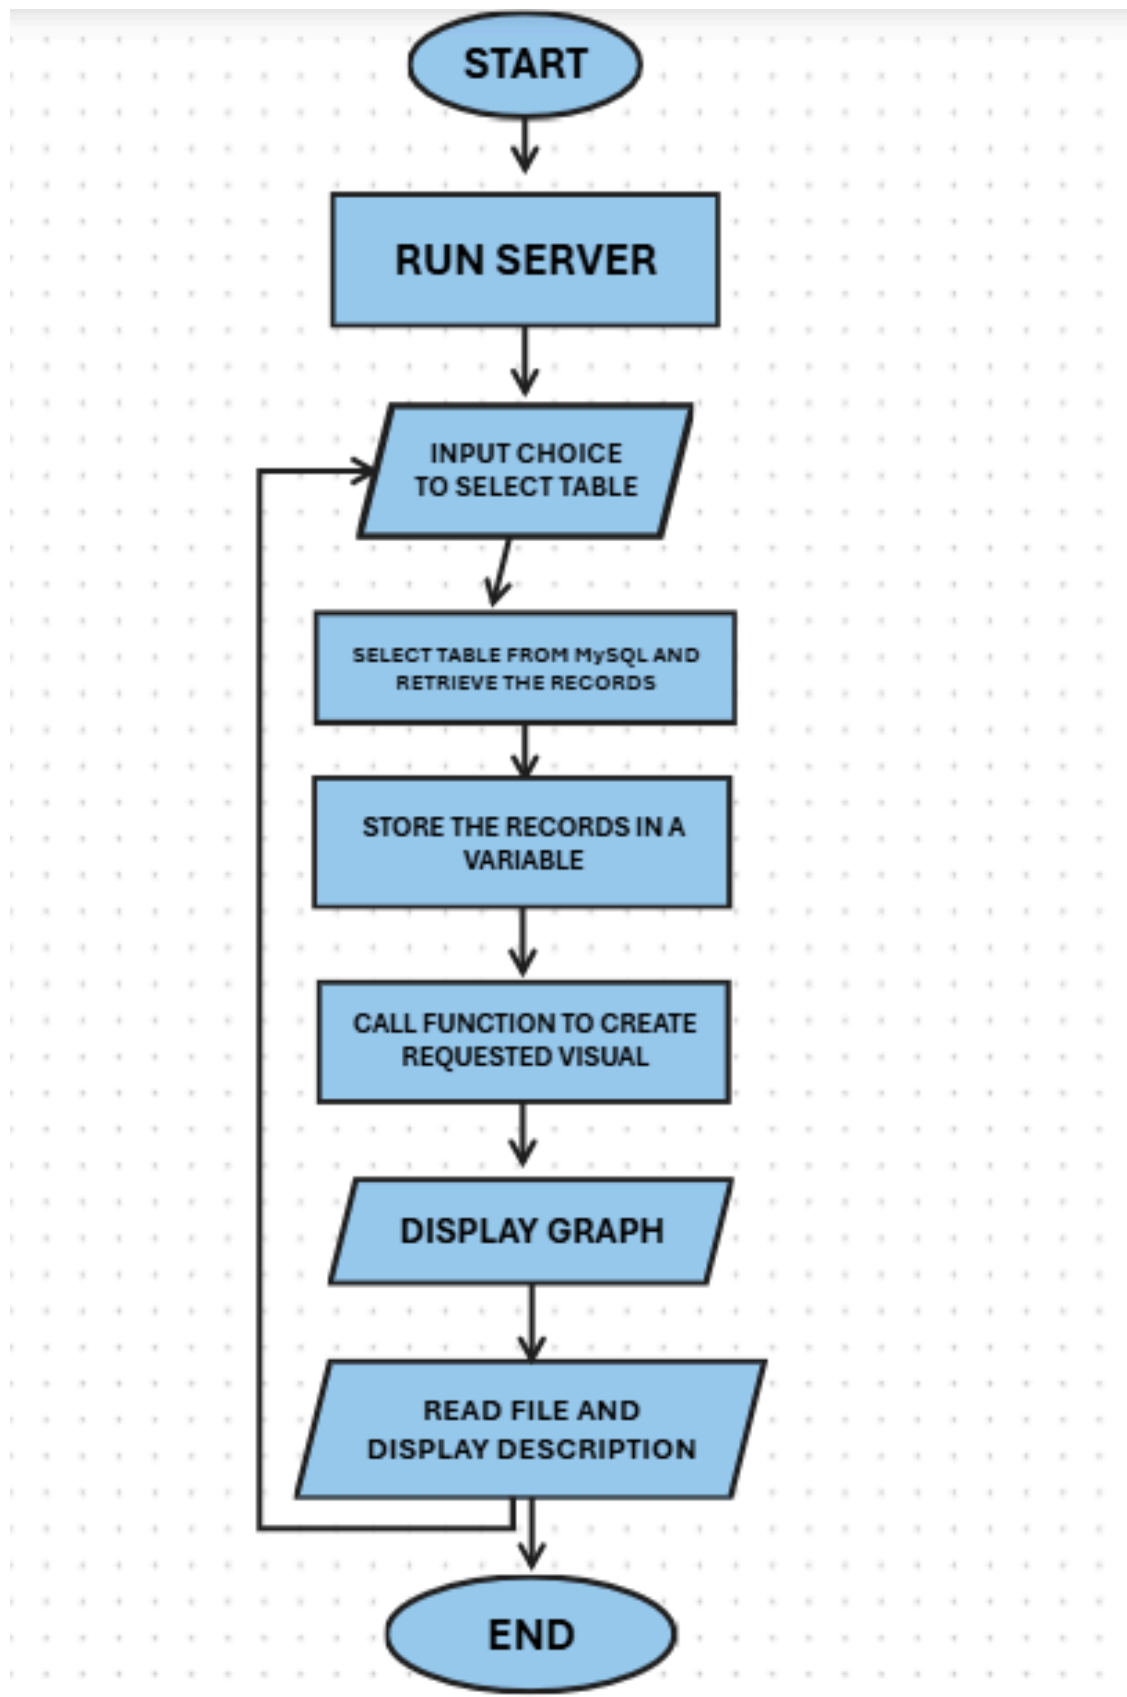 START
RUN SERVER
INPUT CHOICE
TO SELECT TABLE
SELECT TABLE FROM MySQL AND
RETRIEVE THE RECORDS
STORE THE RECORDS IN A
VARIABLE
CALL FUNCTION TO CREATE
REQUESTED VISUAL
DISPLAY GRAPH
READ FILE AND
DISPLAY DESCRIPTION
END